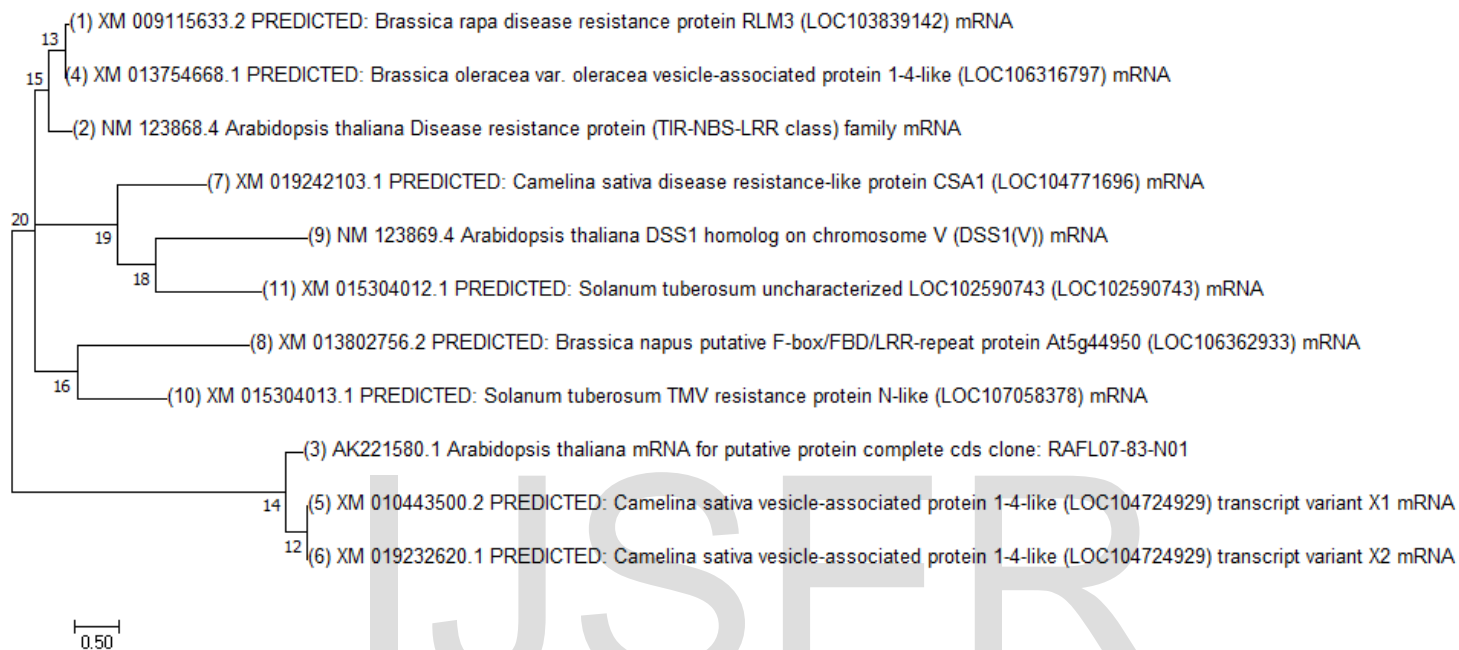 (1) XM 009115633.2 PREDICTED: Brassica rapa disease resistance protein RLM3 (LOC103839142) mRNA
13
(4) XM 013754668.1 PREDICTED: Brassica oleracea var. oleracea vesicle-associated protein 1-4-like (LOC106316797) mRNA
15
(2) NM 123868.4 Arabidopsis thaliana Disease resistance protein (TIR-NBS-LRR class) family mRNA
(7) XM 019242103.1 PREDICTED: Camelina sativa disease resistance-like protein CSA1 (LOC104771696) mRNA
20
19
(9) NM 123869.4 Arabidopsis thaliana DSS1 homolog on chromosome V (DSS1(V)) mRNA
18
(11) XM 015304012.1 PREDICTED: Solanum tuberosum uncharacterized LOC102590743 (LOC102590743) mRNA
(8) XM 013802756.2 PREDICTED: Brassica napus putative F-box/FBD/LRR-repeat protein At5g44950 (LOC106362933) mRNA
16
(10) XM 015304013.1 PREDICTED: Solanum tuberosum TMV resistance protein N-like (LOC107058378) mRNA
(3) AK221580.1 Arabidopsis thaliana mRNA for putative protein complete cds clone: RAFL07-83-N01
14
(5) XM 010443500.2 PREDICTED: Camelina sativa vesicle-associated protein 1-4-like (LOC104724929) transcript variant X1 mRNA
12
(6) XM 019232620.1 PREDICTED: Camelina sativa vesicle-associated protein 1-4-like (LOC104724929) transcript variant X2 mRNA
IJSER
0.50